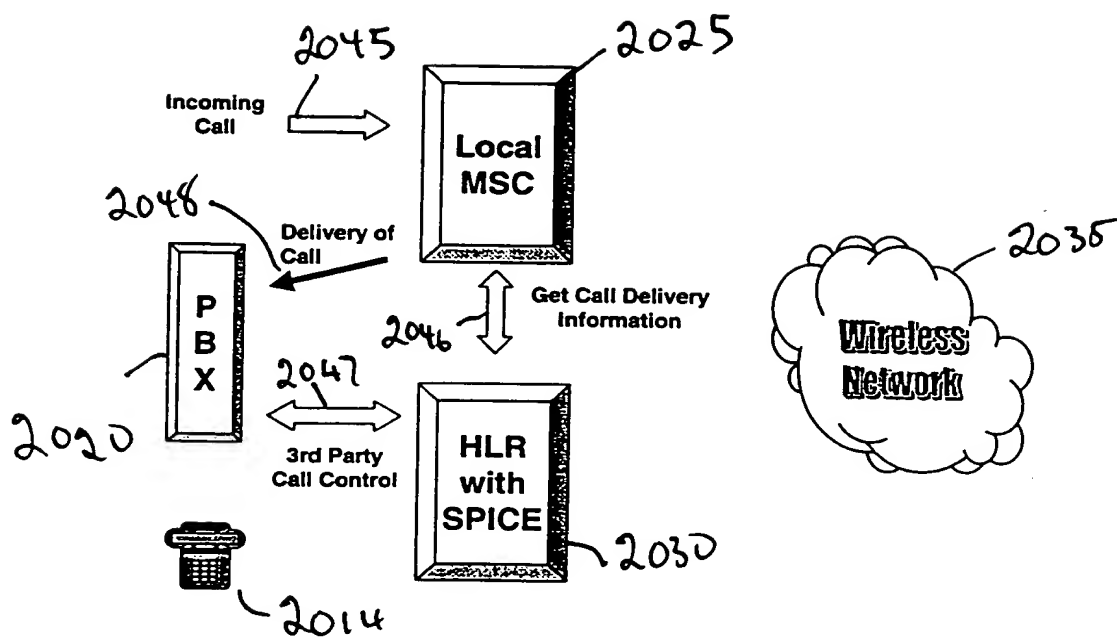 2045
2025
Incoming
Call
Local
MSC
2048
Delivery of
Call
2035
P
B
X
2046
Get Call Delivery
Information
Wireless
Network
2047
2020
3rd Party
Call Control
HLR
with
SPICE
2030
2014